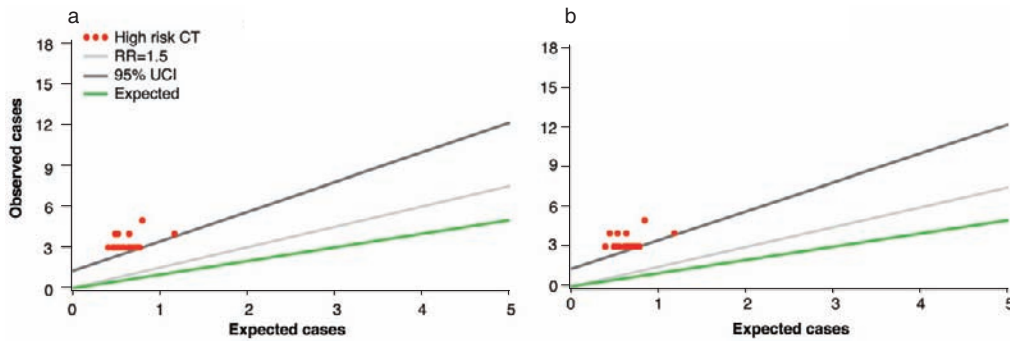 a
High risk CT
RR=1.5
95% UCI
Expected
18
15
12
9
6
3
0
Observed cases
0 1 2 3 4 5
Expected cases
b
18
15
12
9
6
3
0
0 1 2 3 4 5
Expected cases